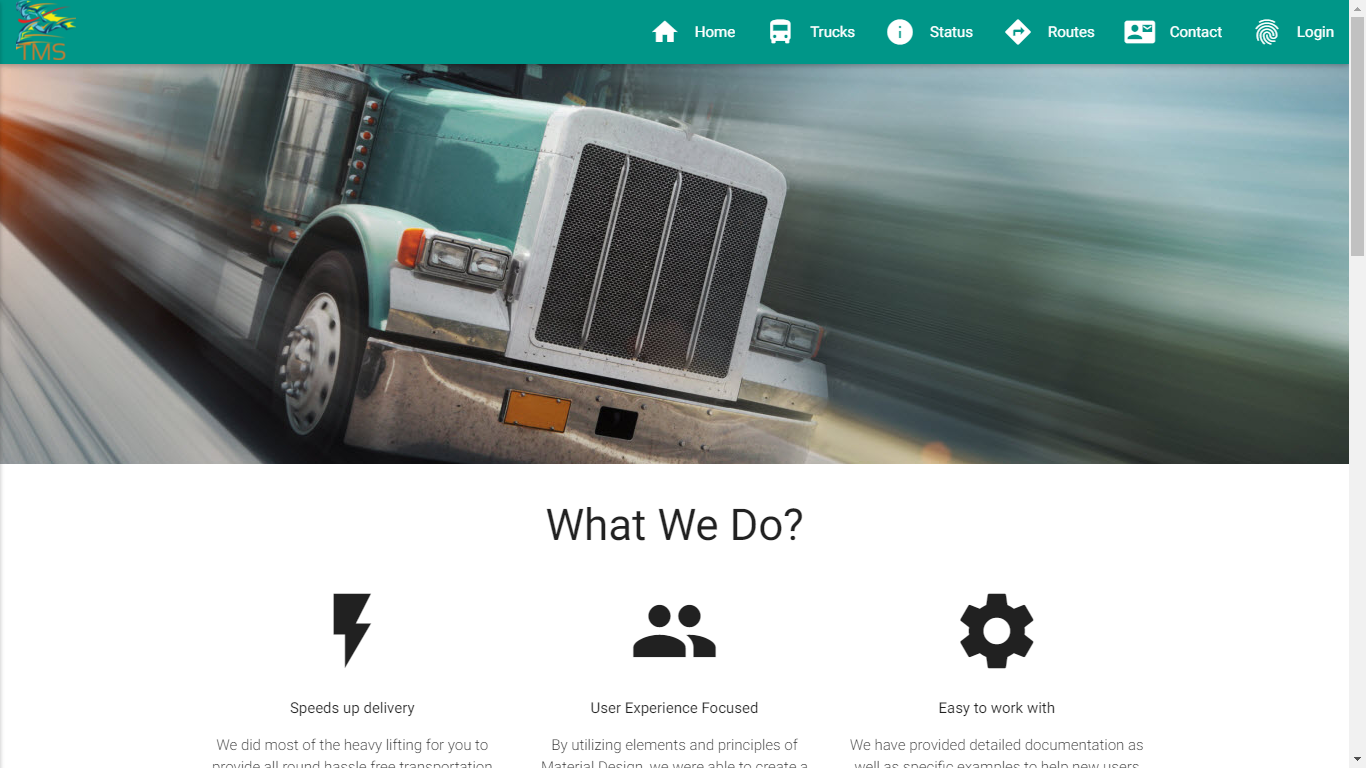 TMS
Home Trucks Status Routes Contact Login
What We Do?
Speeds up delivery
User Experience Focused
Easy to work with
We did most of the heavy lifting for you to
provide all round hassle free transportation
By utilizing elements and principles of
Material Design, we were able to create a
We have provided detailed documentation as
well as specific examples to help new users